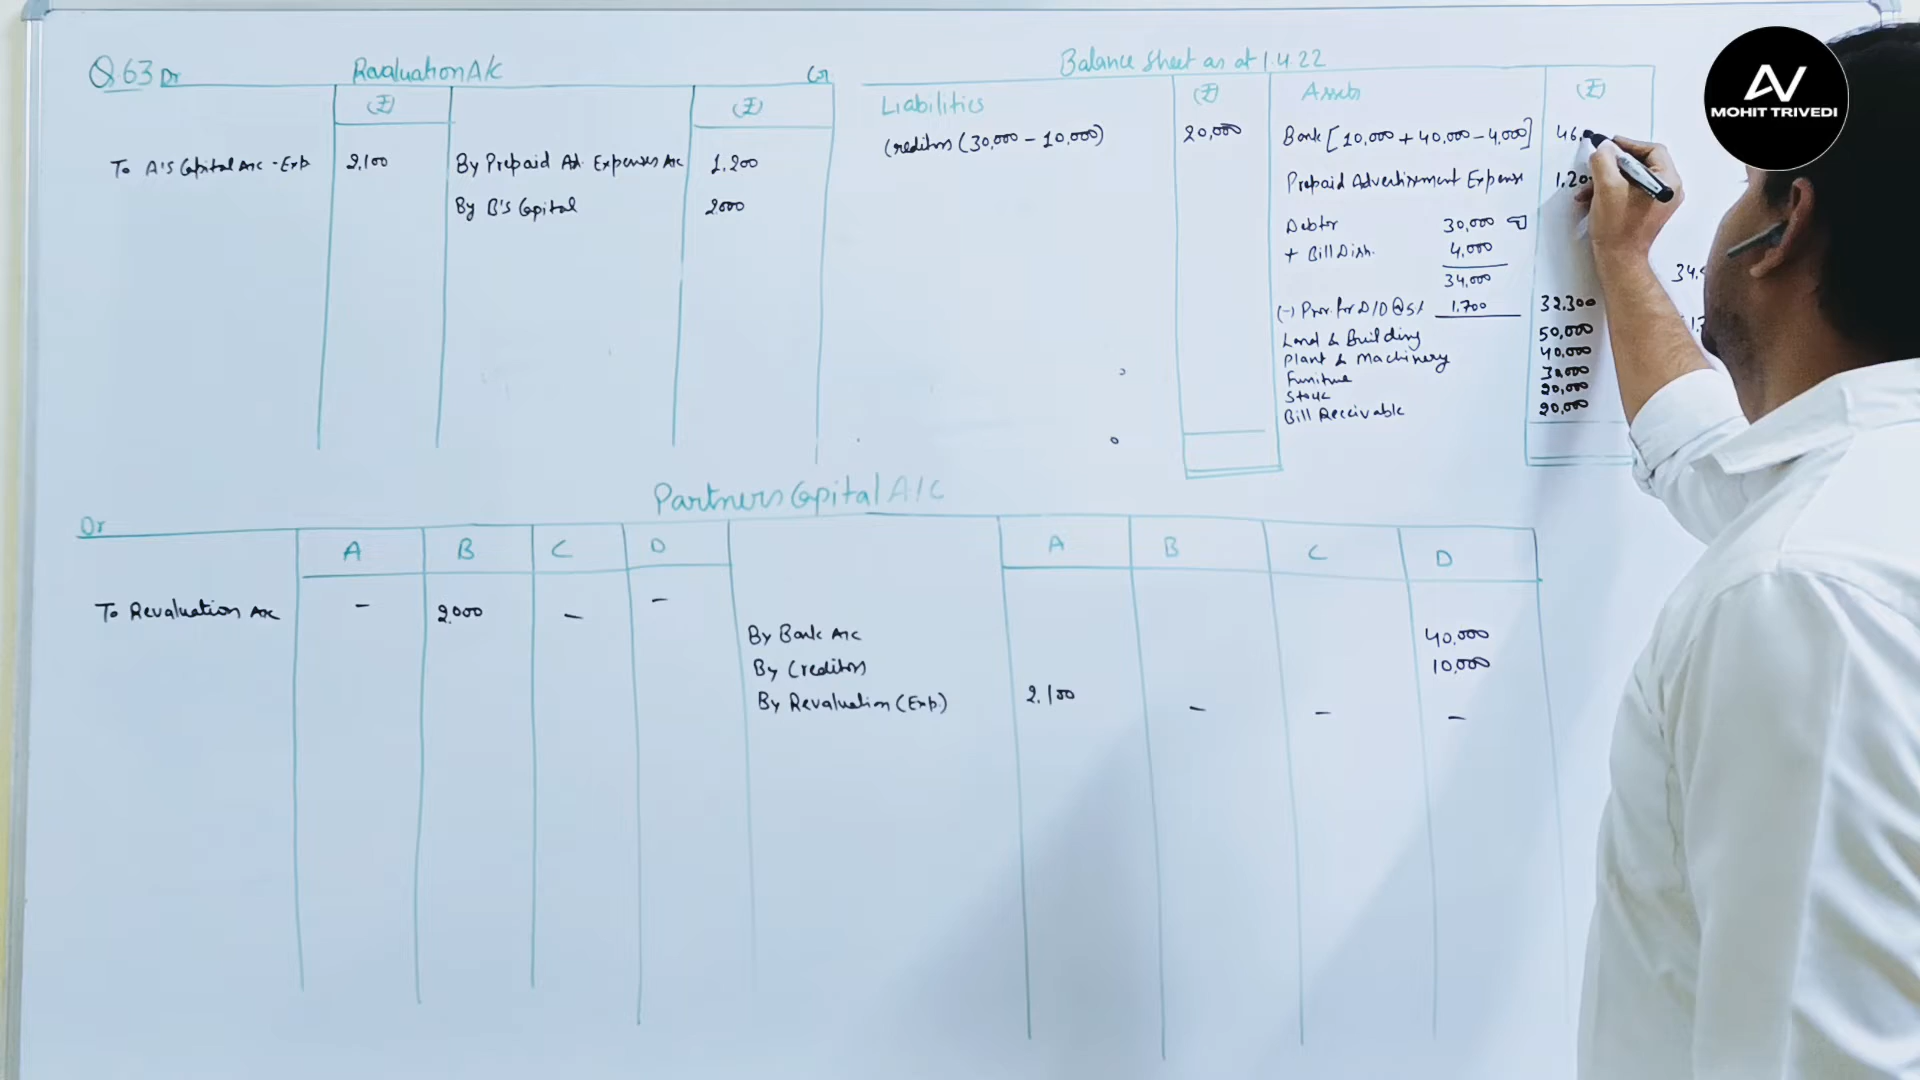 Q.63 Dr Revaluation A/c Cr
(₹) (₹)
To A's Capital A/c - Exp. 2,100 By Prepaid Ad. Expenses A/c 1,200
By B's Capital 2000
Balance Sheet as at 1.4.22
Liabilities (₹) Assets (₹)
Creditors (30,000 - 10,000) 20,000 Bank [10,000 + 40,000 - 4,000] 46,
Prepaid Advertisement Expense 1,20
Debtor 30,000
+ Bill Dish. 4,000
34,000
(-) Prov. for D/D @ 5% 1,700 32,300
Land & Building 50,000
Plant & Machinery 40,000
Furniture 30,000
Stock 20,000
Bill Receivable 20,000
AV
MOHIT TRIVEDI
Partners Capital A/C
Dr
A B C D A B C D
To Revaluation A/c - 2,000 - -
By Bank A/c 40,000
By Creditors 10,000
By Revaluation (Exp.) 2,100 - - -